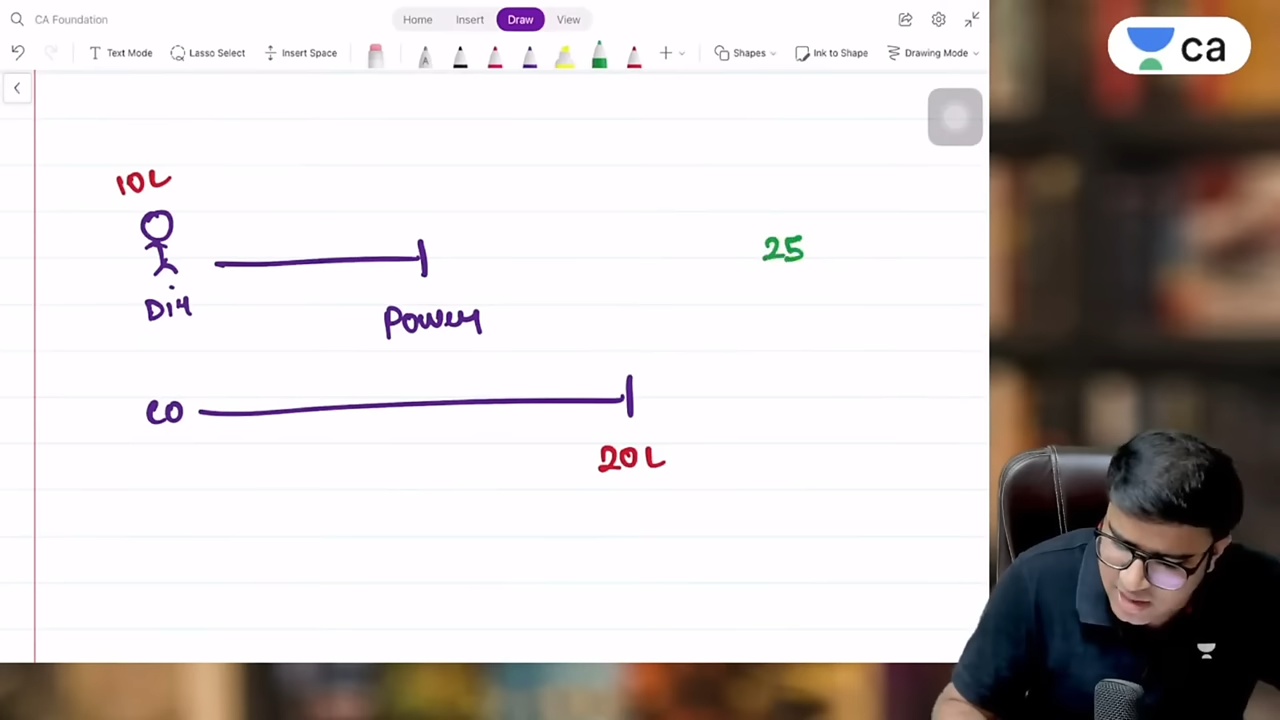 CA Foundation
Home Insert Draw View
Text Mode Lasso Select Insert Space A Shapes Ink to Shape Drawing Mode
ca
10L
25
Dir
Power
CO
20L